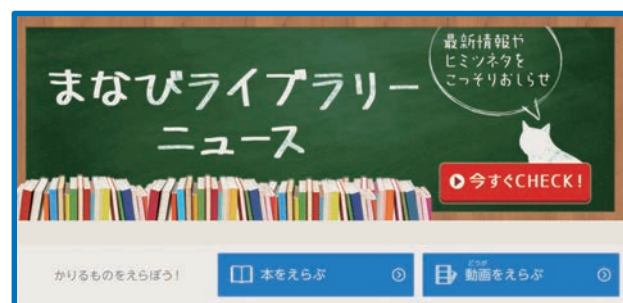 まなびライブラリー
ニュース
最新情報や
ヒミツネタを
こっそりおしらせ
今すぐCHECK!
かりるものをえらぼう!
本をえらぶ
どうが
動画をえらぶ